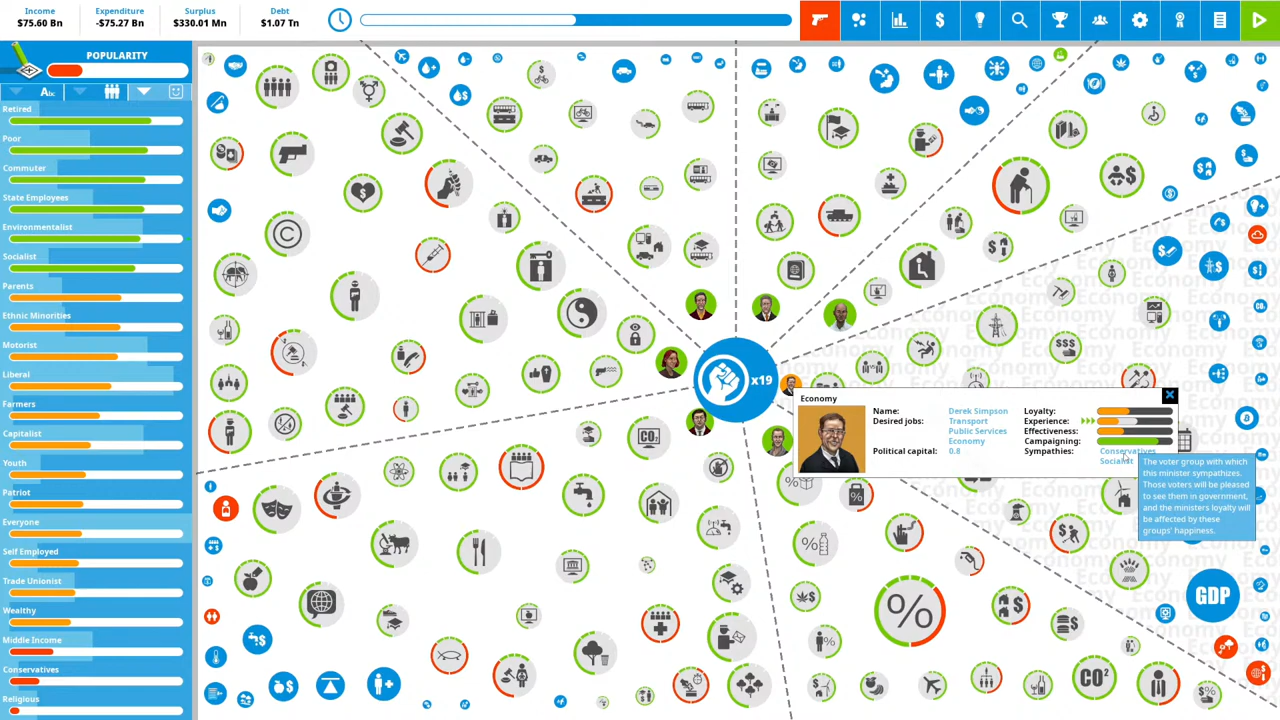 Income Expenditure Surplus Debt
$75.60 Bn -$75.27 Bn $330.01 Mn $1.07 Tn
POPULARITY
Abc
Retired
Poor
Commuter
State Employees
Environmentalist
Socialist
Parents
Ethnic Minorities
Motorist
Liberal
Farmers
Capitalist
Youth
Patriot
Everyone
Self Employed
Trade Unionist
Wealthy
Middle Income
Conservatives
Religious
x19
Economy
Name: Derek Simpson
Desired jobs: Transport
Public Services
Economy
Political capital: 0.8
Loyalty:
Experience:
Effectiveness:
Campaigning:
Sympathies: Conservatives
Socialist
The voter group with which
this minister sympathizes.
Those voters will be pleased
to see them in government,
and the ministers loyalty will
be affected by these
groups' happiness.
GDP
CO2
CO²